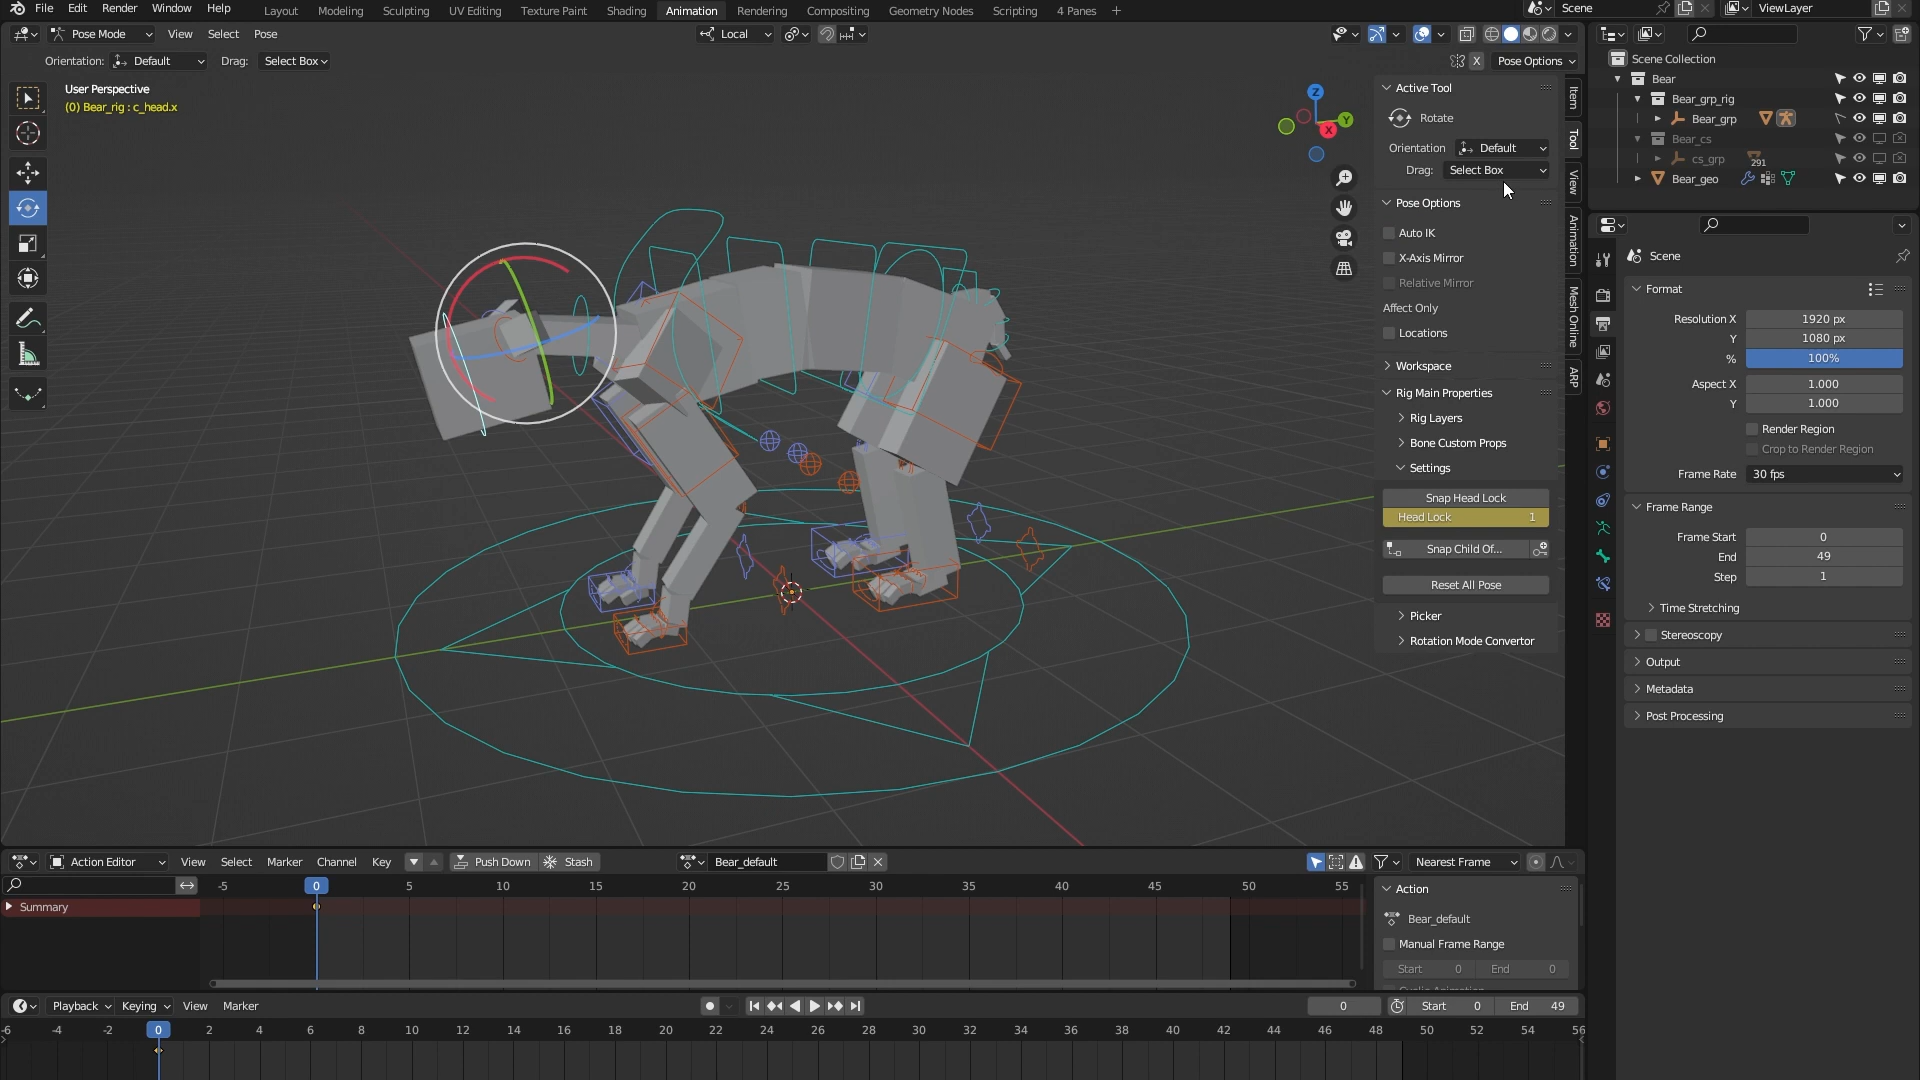 File Edit Render Window Help Layout Modeling Sculpting UV Editing Texture Paint Shading Animation Rendering Compositing Geometry Nodes Scripting 4 Panes + Scene ViewLayer
Pose Mode View Select Pose Local
Orientation: Default Drag: Select Box X Pose Options
User Perspective
(0) Bear_rig : c_head.x
Z
Y
X
Active Tool
Rotate
Orientation Default
Drag: Select Box
Pose Options
Auto IK
X-Axis Mirror
Relative Mirror
Affect Only
Locations
Workspace
Rig Main Properties
Rig Layers
Bone Custom Props
Settings
Snap Head Lock
Head Lock 1
Snap Child Of...
Reset All Pose
Picker
Rotation Mode Convertor
Item
Tool
View
Animation
Mesh Online
ARP
Scene Collection
Bear
Bear_grp_rig
Bear_grp
Bear_cs
cs_grp 291
Bear_geo
Scene
Format
Resolution X 1920 px
Y 1080 px
% 100%
Aspect X 1.000
Y 1.000
Render Region
Crop to Render Region
Frame Rate 30 fps
Frame Range
Frame Start 0
End 49
Step 1
Time Stretching
Stereoscopy
Output
Metadata
Post Processing
Action Editor View Select Marker Channel Key Push Down Stash Bear_default Nearest Frame
-5 0 5 10 15 20 25 30 35 40 45 50 55
Summary
Action
Bear_default
Manual Frame Range
Start 0 End 0
Playback Keying View Marker 0 Start 0 End 49
-6 -4 -2 0 2 4 6 8 10 12 14 16 18 20 22 24 26 28 30 32 34 36 38 40 42 44 46 48 50 52 54 56